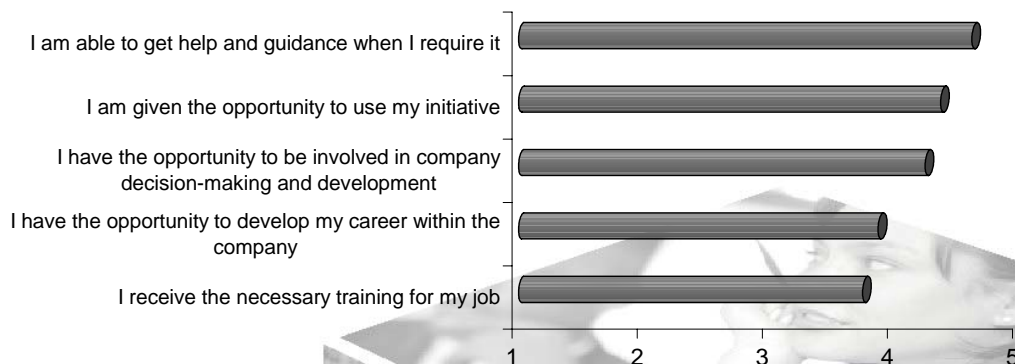 I am able to get help and guidance when I require it
I am given the opportunity to use my initiative
I have the opportunity to be involved in company
decision-making and development
I have the opportunity to develop my career within the
company
I receive the necessary training for my job
1 2 3 4 5